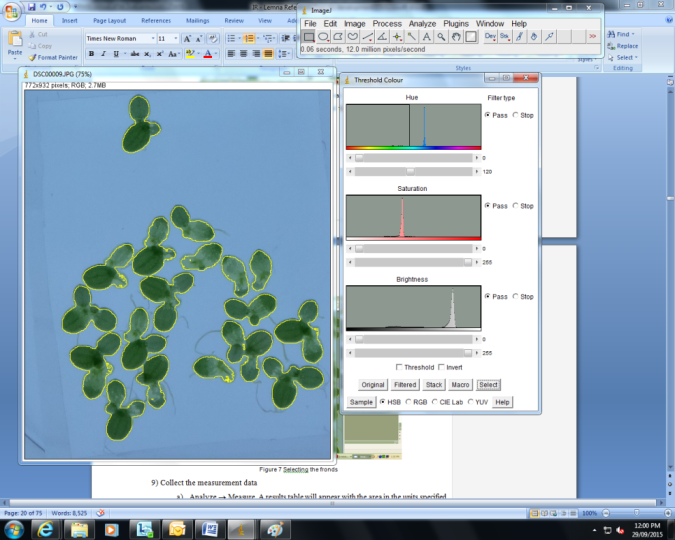 ImageJ
File Edit Image Process Analyze Plugins Window Help
Dev Stk >>
0.06 seconds, 12.0 million pixels/second
Home Insert Page Layout References Mailings Review View
Cut
Copy
Paste
Format Painter
Clipboard
Times New Roman 11
Styles
Find
Replace
Select
Editing
DSC00009.JPG (75%)
772x932 pixels; RGB; 2.7MB
Threshold Colour
Hue Filter type
Pass Stop
0
120
Saturation
Pass Stop
0
255
Brightness
Pass Stop
0
255
Threshold Invert
Original Filtered Stack Macro Select
Sample HSB RGB CIE Lab YUV Help
Figure 7 Selecting the fronds
9) Collect the measurement data
a) Analyze → Measure. A results table will appear with the area in the units specified
Page: 20 of 75 Words: 8,525 100%
12:00 PM
29/09/2015